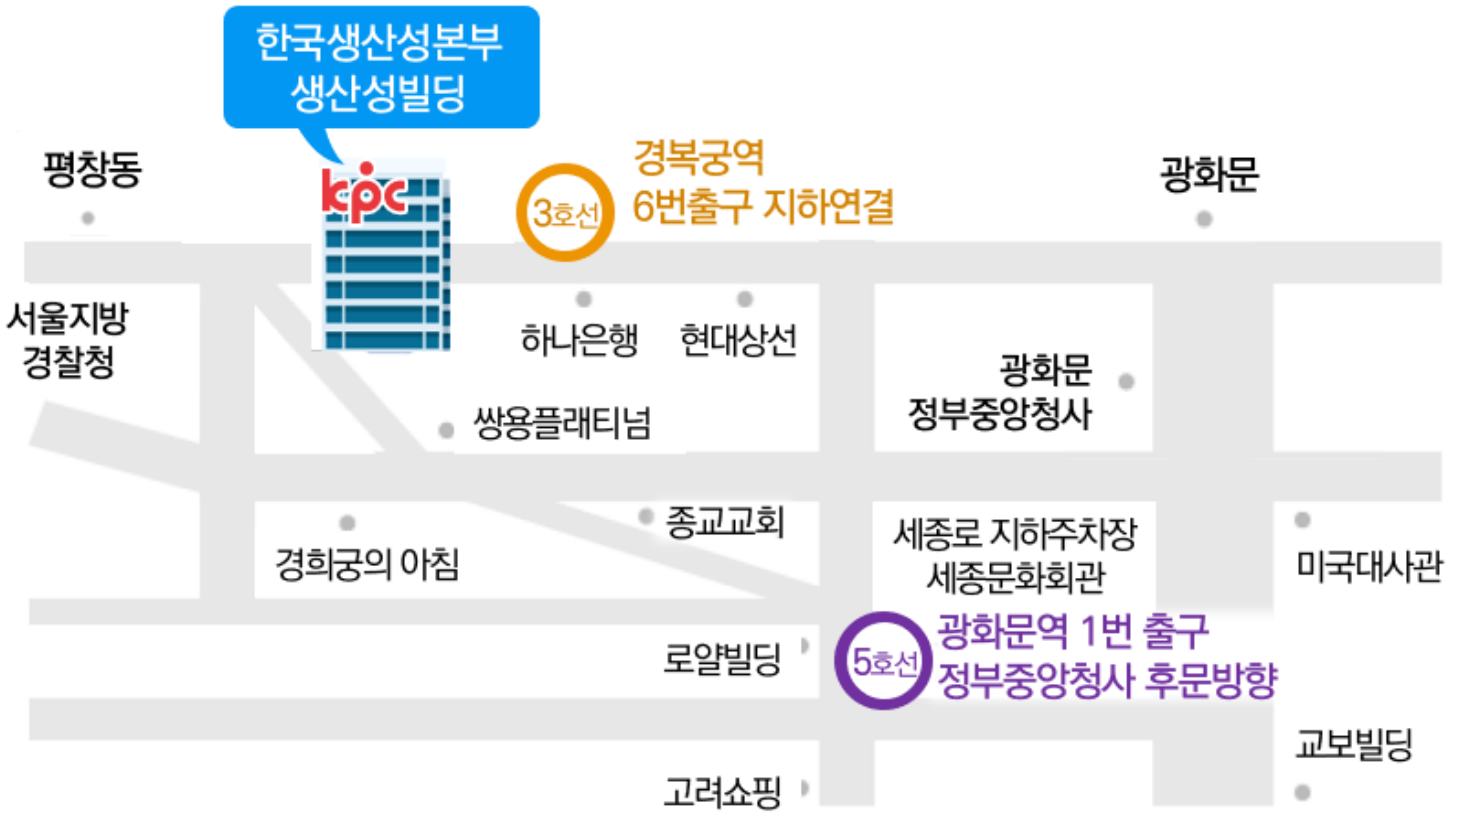 한국생산성본부
생산성빌딩
평창동
kpc
3호선
경복궁역
6번출구 지하연결
광화문
서울지방
경찰청
하나은행
현대상선
광화문
정부중앙청사
쌍용플래티넘
종교교회
세종로 지하주차장
세종문화회관
경희궁의 아침
미국대사관
로얄빌딩
5호선
광화문역 1번 출구
정부중앙청사 후문방향
교보빌딩
고려쇼핑